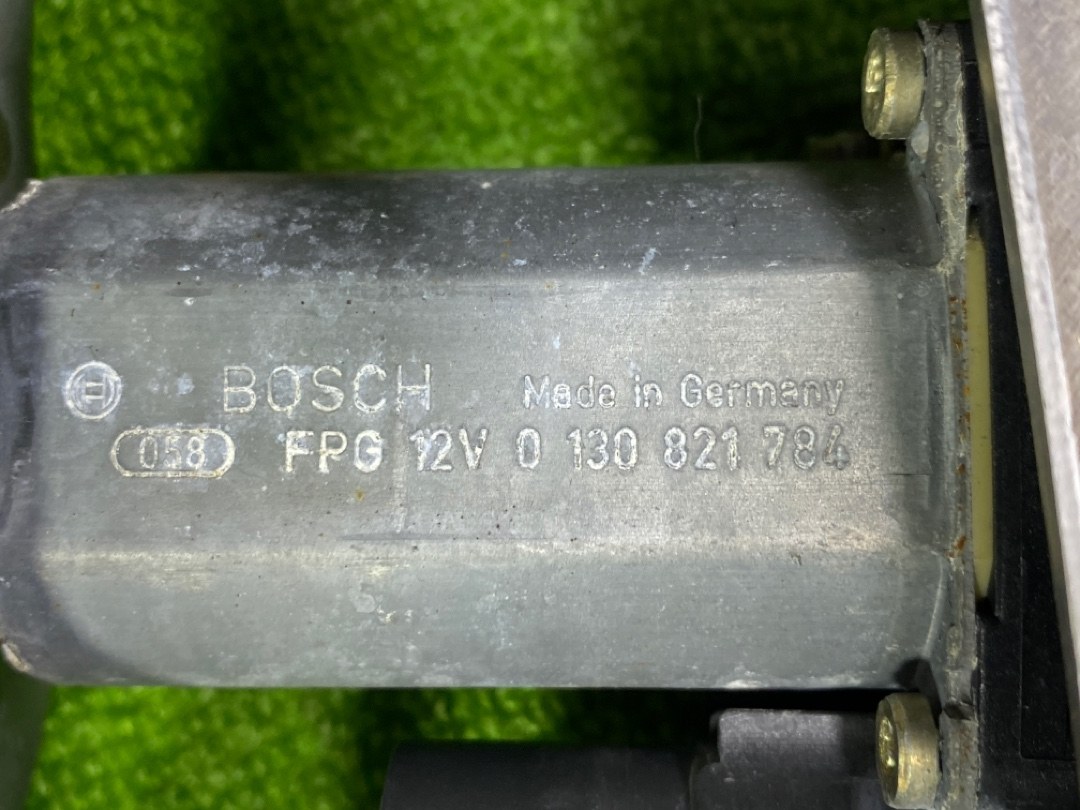 BOSCH Made in Germany
058 FPG 12V 0 130 821 784